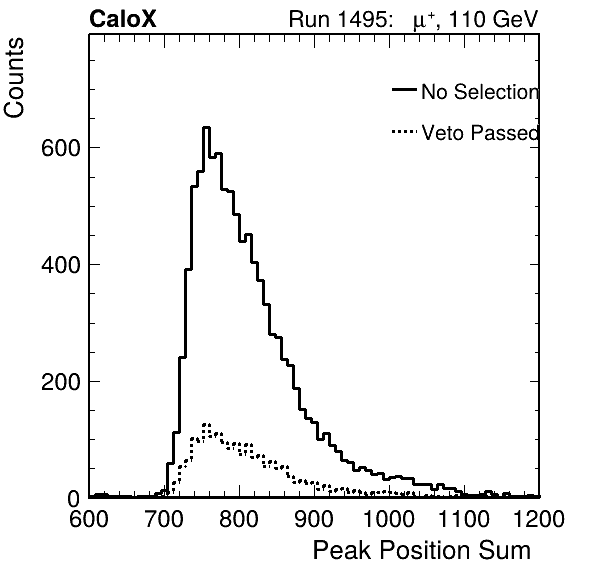 CaloX Run 1495: μ⁺, 110 GeV
Counts
No Selection
Veto Passed
600
400
200
0
600 700 800 900 1000 1100 1200
Peak Position Sum